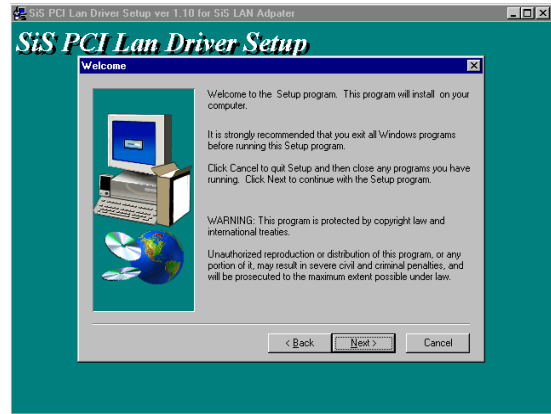 SiS PCI Lan Driver Setup ver 1.10 for SiS LAN Adpater
SiS PCI Lan Driver Setup
Welcome
Welcome to the Setup program. This program will install on your
computer.
It is strongly recommended that you exit all Windows programs
before running this Setup program.
Click Cancel to quit Setup and then close any programs you have
running. Click Next to continue with the Setup program.
WARNING: This program is protected by copyright law and
international treaties.
Unauthorized reproduction or distribution of this program, or any
portion of it, may result in severe civil and criminal penalties, and
will be prosecuted to the maximum extent possible under law.
< Back Next > Cancel